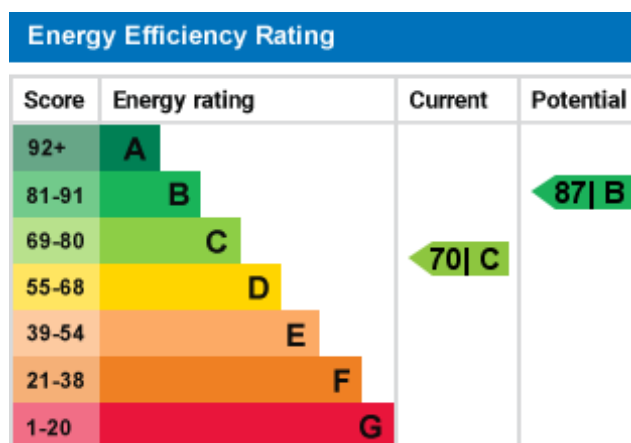 Energy Efficiency Rating
Score Energy rating Current Potential
92+ A
81-91 B 87| B
69-80 C
70| C
55-68 D
39-54 E
21-38 F
1-20 G